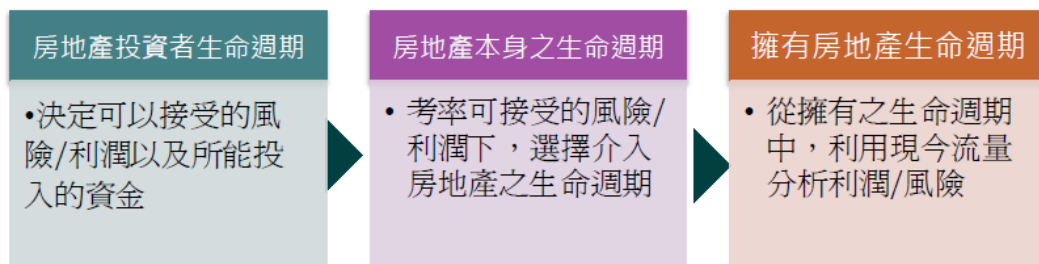 房地產投資者生命週期
•決定可以接受的風
險/利潤以及所能投
入的資金
房地產本身之生命週期
• 考率可接受的風險/
利潤下，選擇介入
房地產之生命週期
擁有房地產生命週期
• 從擁有之生命週期
中，利用現今流量
分析利潤/風險